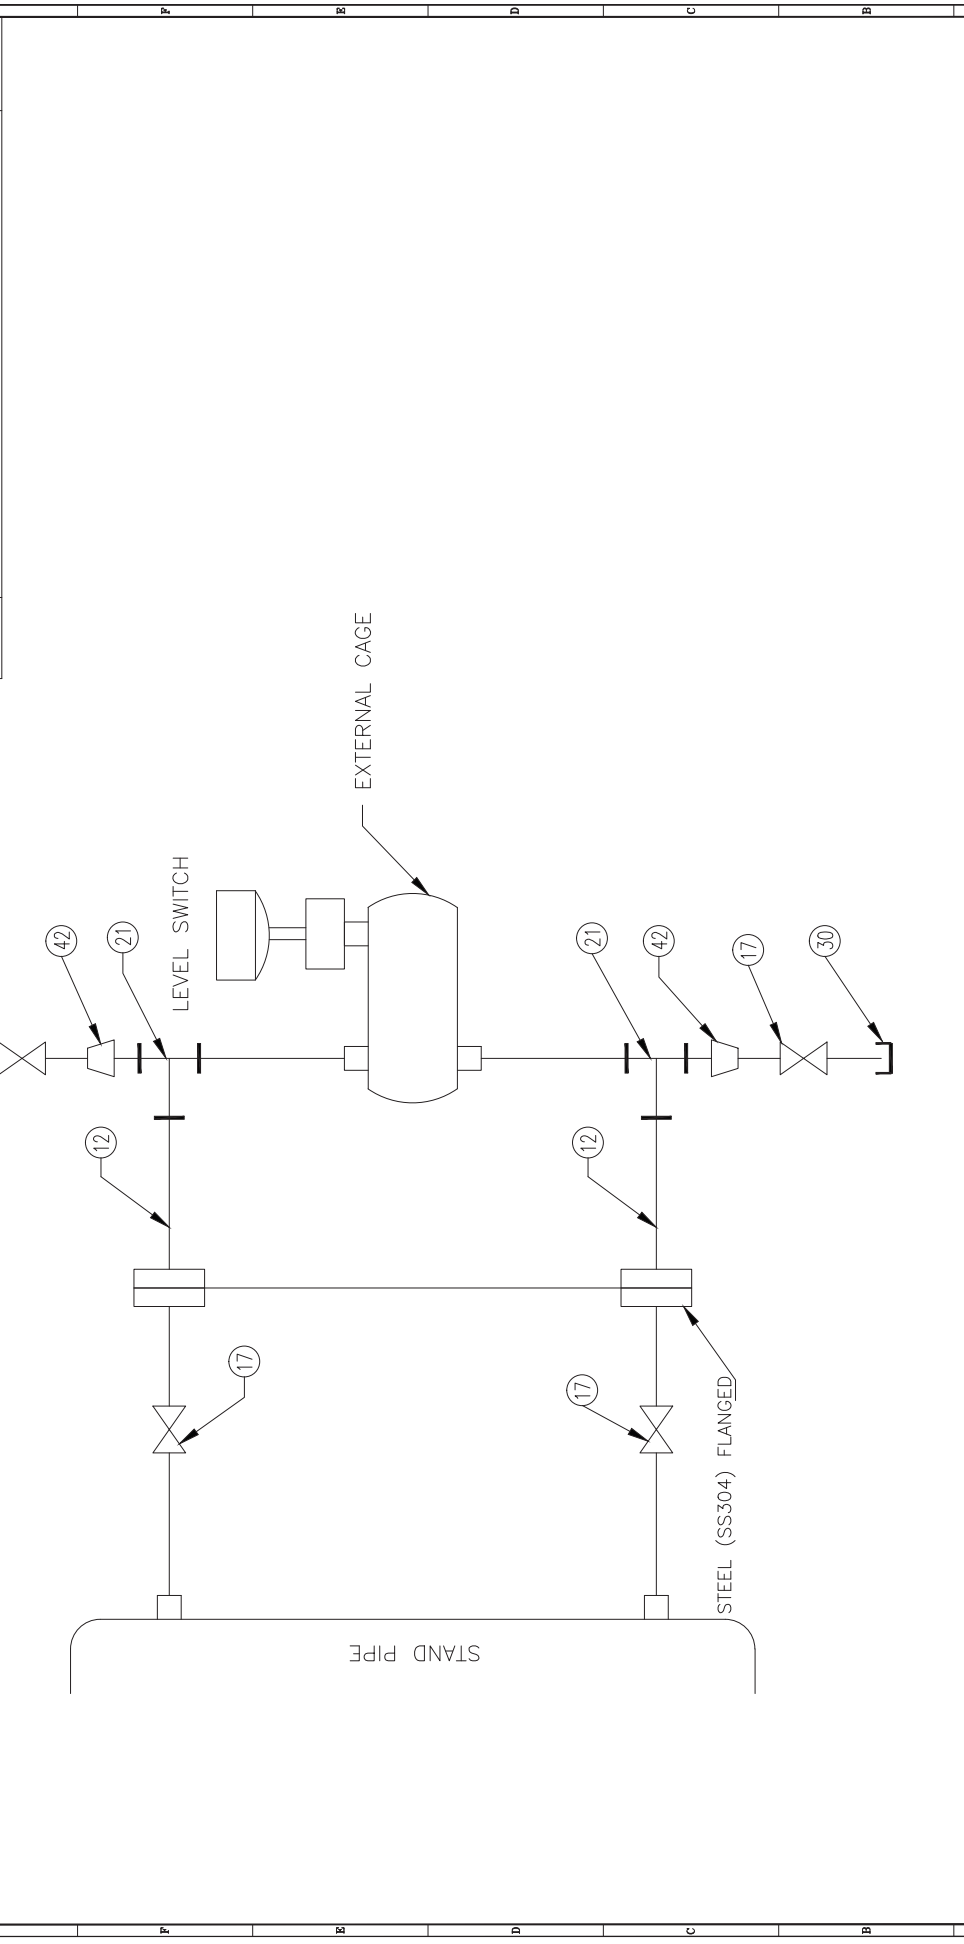 F E D C B
42
21
LEVEL SWITCH
EXTERNAL CAGE
21
42
17
30
12
12
17
17
STEEL (SS304) FLANGED
STAND PIPE
F E D C B